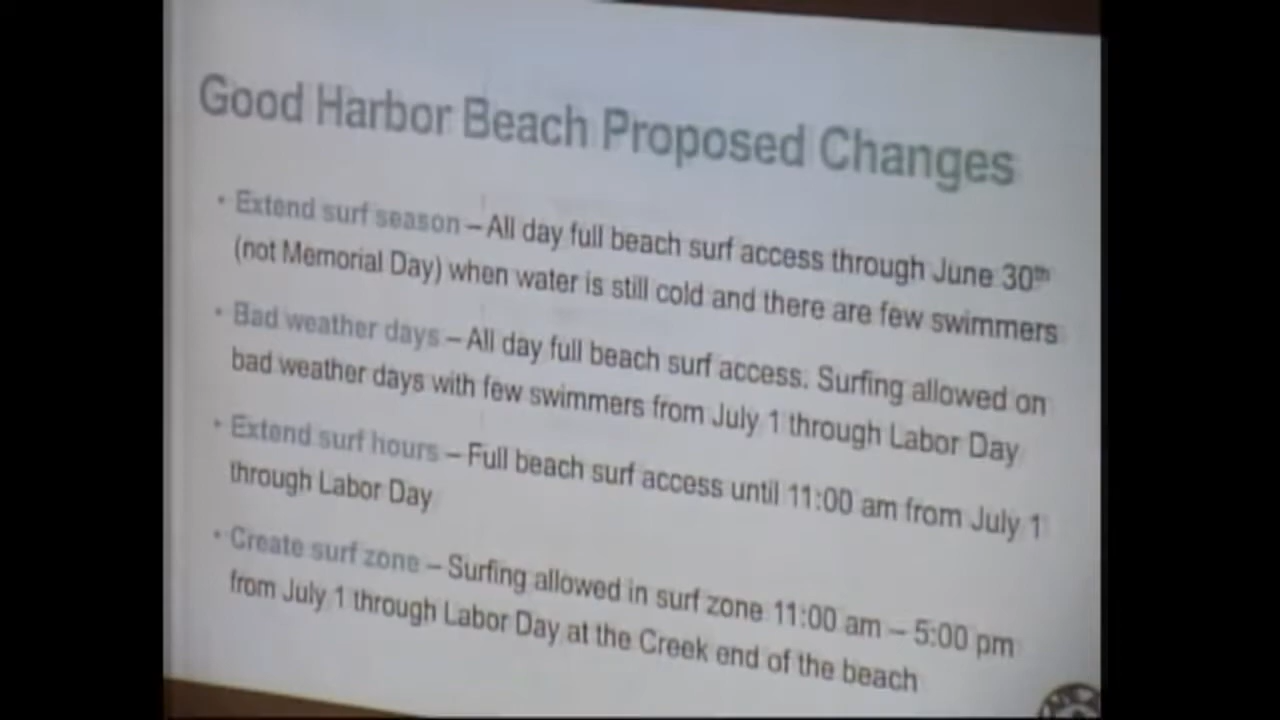 Good Harbor Beach Proposed Changes
• Extend surf season – All day full beach surf access through June 30th
(not Memorial Day) when water is still cold and there are few swimmers
• Bad weather days – All day full beach surf access. Surfing allowed on
bad weather days with few swimmers from July 1 through Labor Day
• Extend surf hours – Full beach surf access until 11:00 am from July 1
through Labor Day
• Create surf zone – Surfing allowed in surf zone 11:00 am – 5:00 pm
from July 1 through Labor Day at the Creek end of the beach